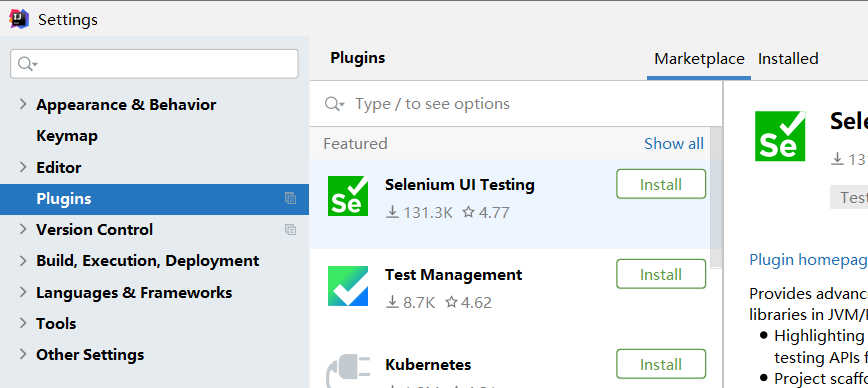 Settings
Appearance & Behavior
Keymap
Editor
Plugins
Version Control
Build, Execution, Deployment
Languages & Frameworks
Tools
Other Settings
Plugins
Marketplace Installed
Type / to see options
Featured Show all
Se
Selenium UI Testing
Install
131.3K 4.77
Test Management
Install
8.7K 4.62
Kubernetes
Install
Se
Sele
13
Test
Plugin homepag
Provides advanc
libraries in JVM/
Highlighting
testing APIs f
Project scaffo